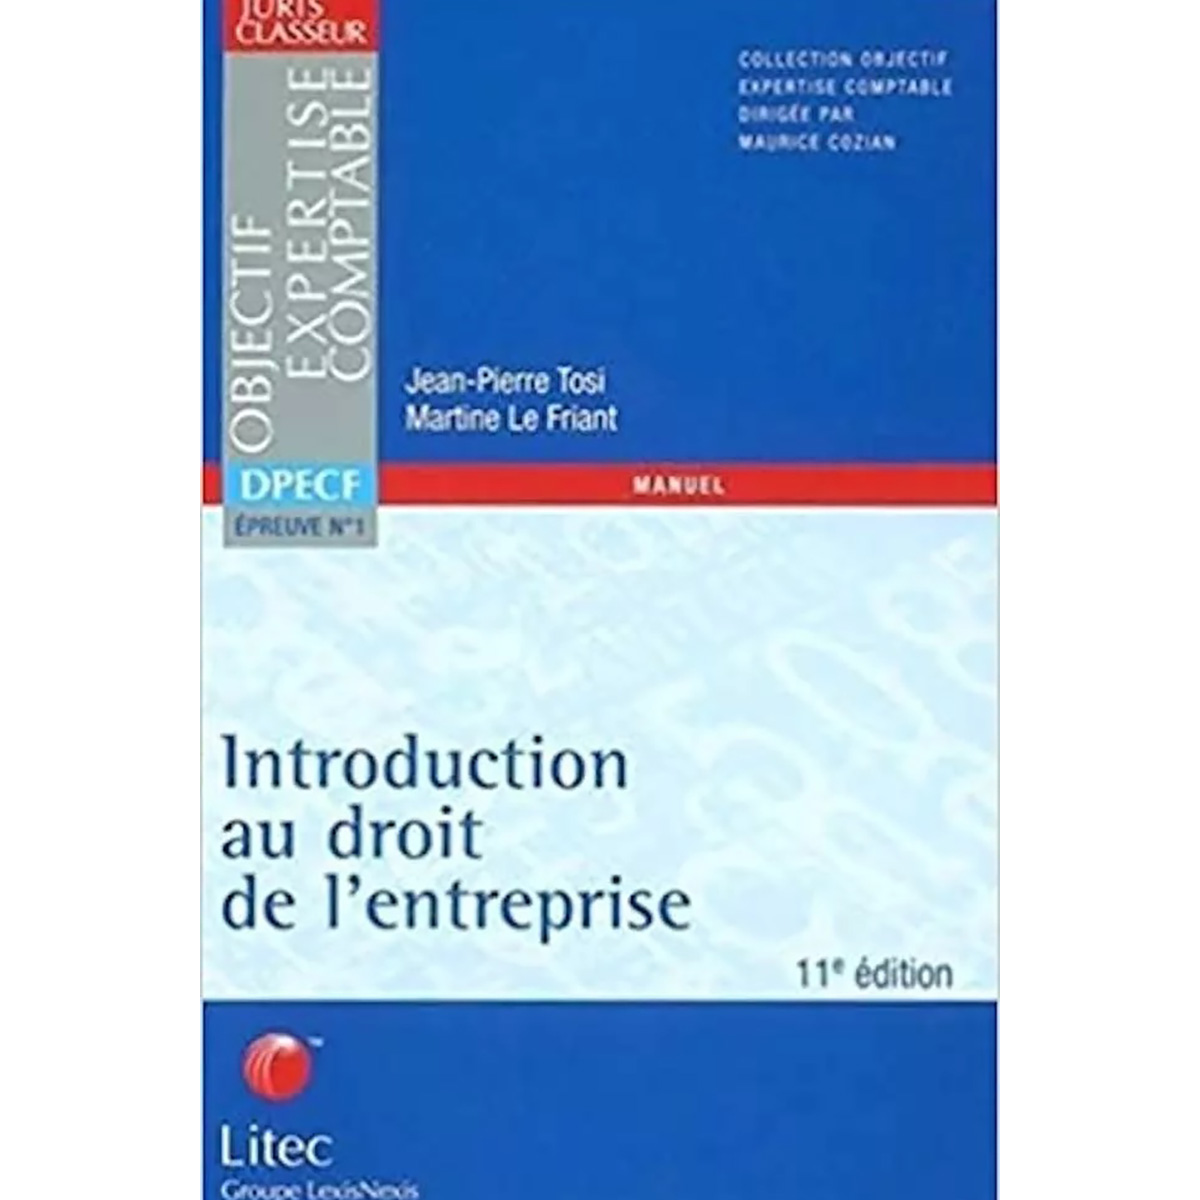 JURIS
CLASSEUR
OBJECTIF
EXPERTISE
COMPTABLE
COLLECTION OBJECTIF
EXPERTISE COMPTABLE
DIRIGÉE PAR
MAURICE COZIAN
Jean-Pierre Tosi
Martine Le Friant
DPECF
MANUEL
ÉPREUVE N°1
Introduction
au droit
de l'entreprise
11e édition
Litec
Groupe LexisNexis